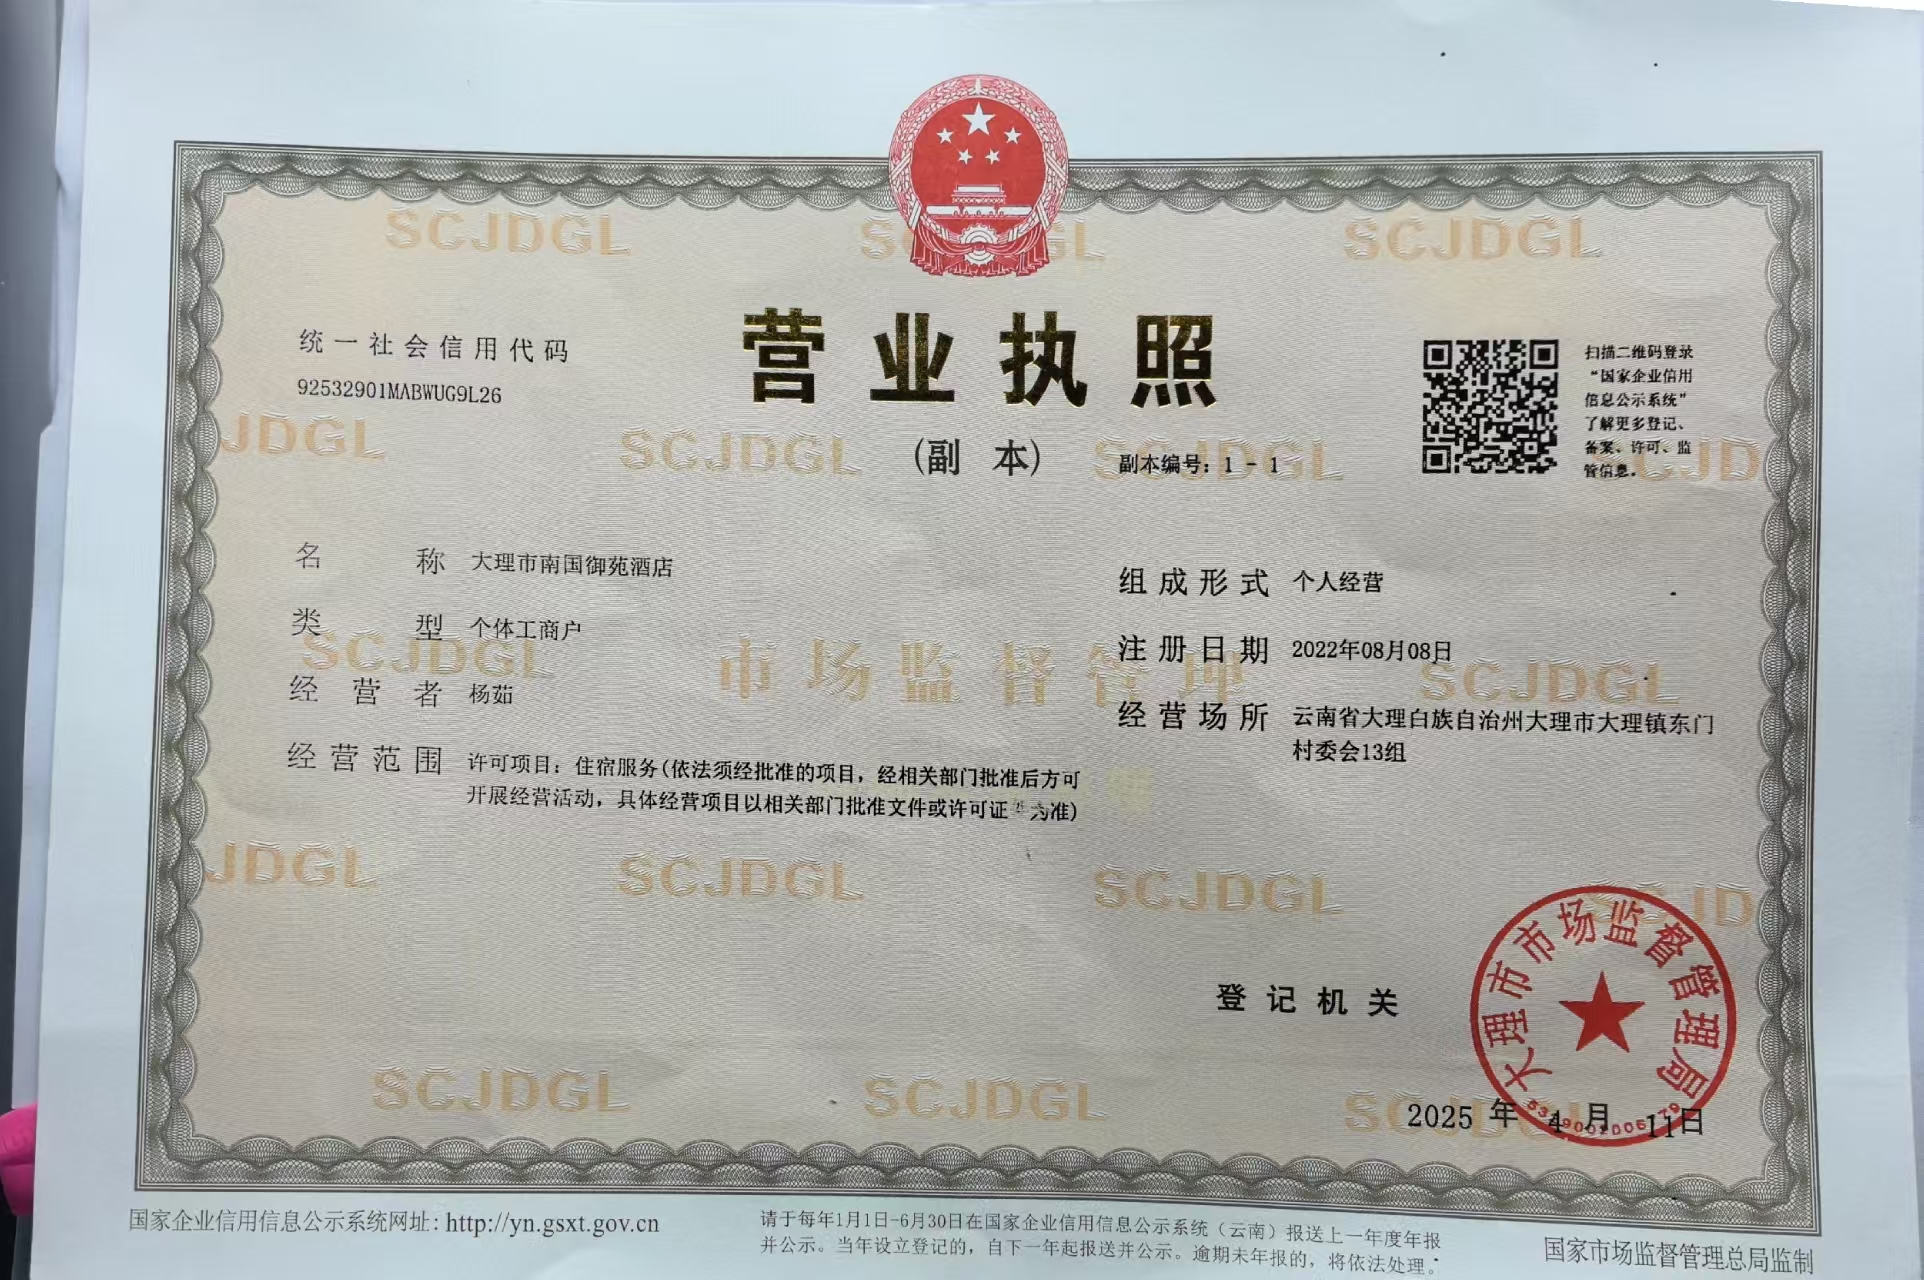 统一社会信用代码
92532901MABWUG9L26
营业执照
(副 本)
副本编号：1 - 1
扫描二维码登录
“国家企业信用
信息公示系统”
了解更多登记、
备案、许可、监
管信息。
名 称 大理市南国御苑酒店
类 型 个体工商户
经 营 者 杨茹
经营范围 许可项目：住宿服务(依法须经批准的项目，经相关部门批准后方可
开展经营活动，具体经营项目以相关部门批准文件或许可证件为准)
组成形式 个人经营
注册日期 2022年08月08日
经营场所 云南省大理白族自治州大理市大理镇东门
村委会13组
登记机关
大理市市场监督管理局
2025 年 4 月 11日
国家企业信用信息公示系统网址：http://yn.gsxt.gov.cn
请于每年1月1日-6月30日在国家企业信用信息公示系统（云南）报送上一年度年报
并公示。当年设立登记的，自下一年起报送并公示。逾期未年报的，将依法处理。
国家市场监督管理总局监制
SCJDGL
市场监督管理